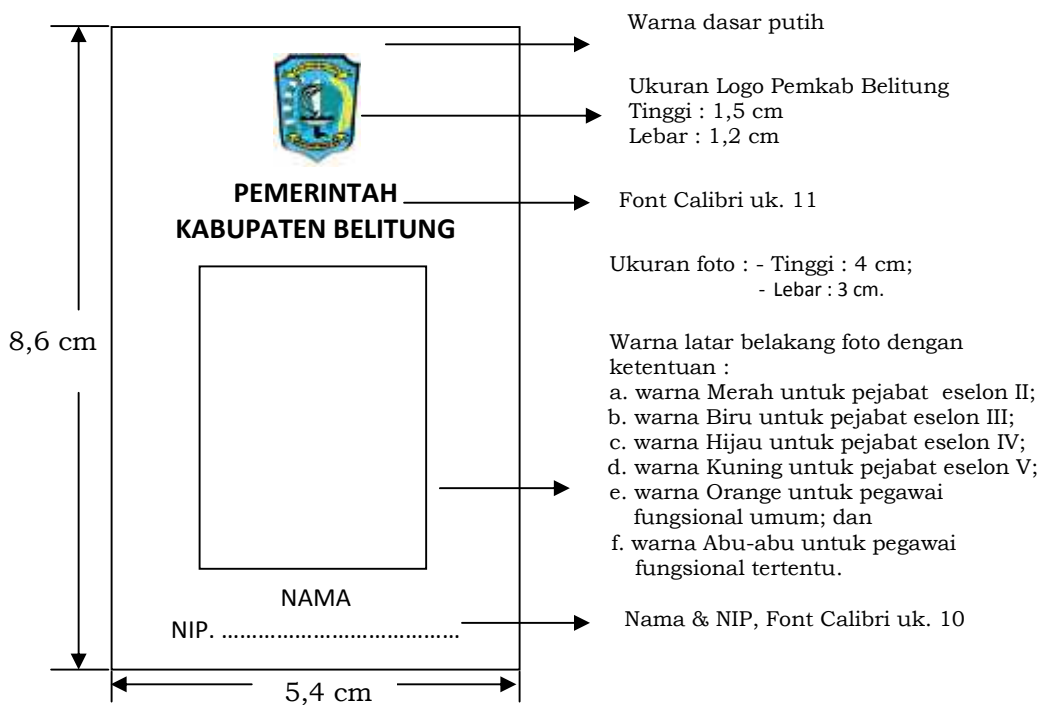 Warna dasar putih
Ukuran Logo Pemkab Belitung
Tinggi : 1,5 cm
Lebar : 1,2 cm
PEMERINTAH
KABUPATEN BELITUNG
Font Calibri uk. 11
Ukuran foto : - Tinggi : 4 cm;
- Lebar : 3 cm.
8,6 cm
Warna latar belakang foto dengan
ketentuan :
a. warna Merah untuk pejabat eselon II;
b. warna Biru untuk pejabat eselon III;
c. warna Hijau untuk pejabat eselon IV;
d. warna Kuning untuk pejabat eselon V;
e. warna Orange untuk pegawai
fungsional umum; dan
f. warna Abu-abu untuk pegawai
fungsional tertentu.
NAMA
NIP. …………………………………
Nama & NIP, Font Calibri uk. 10
5,4 cm